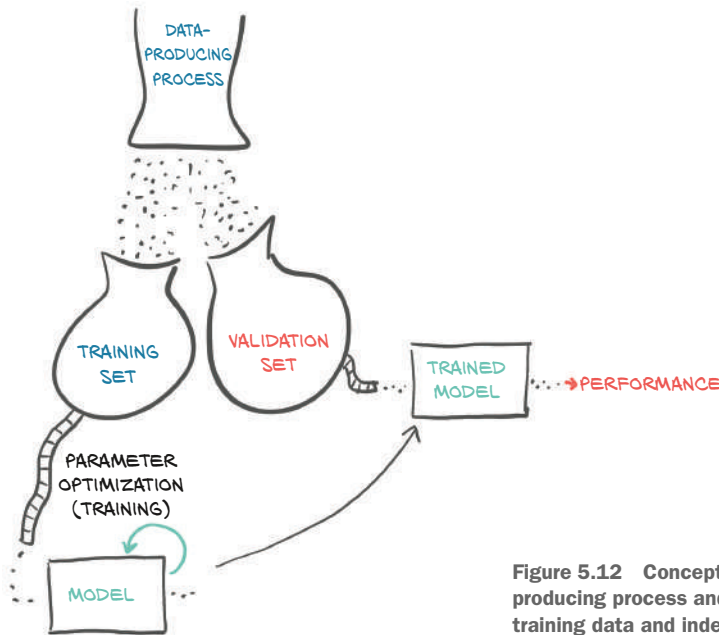 DATA-
PRODUCING
PROCESS
TRAINING
SET
VALIDATION
SET
TRAINED
MODEL
PERFORMANCE
PARAMETER
OPTIMIZATION
(TRAINING)
MODEL
Figure 5.12 Concept
producing process and
training data and inde